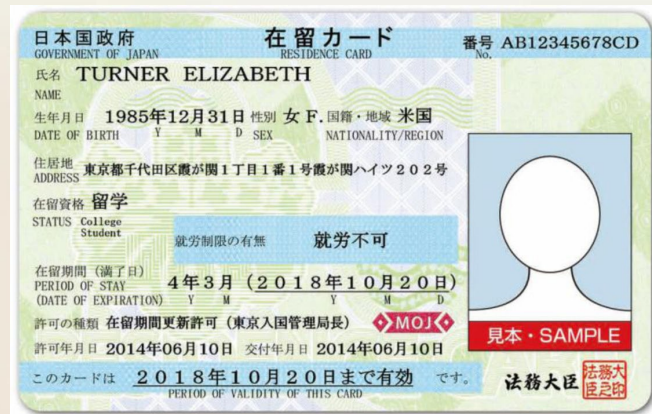 日本国政府 在留カード 番号 AB12345678CD
GOVERNMENT OF JAPAN RESIDENCE CARD No.
氏名 TURNER ELIZABETH
NAME
生年月日 1985年12月31日 性別 女 F. 国籍・地域 米国
DATE OF BIRTH Y M D SEX NATIONALITY/REGION
住居地 東京都千代田区霞が関1丁目1番1号霞が関ハイツ202号
ADDRESS
在留資格 留学
STATUS College
Student
就労制限の有無 就労不可
在留期間(満了日)
PERIOD OF STAY 4年3月(2018年10月20日)
(DATE OF EXPIRATION) Y M Y M D
許可の種類 在留期間更新許可(東京入国管理局長) MOJ
見本・SAMPLE
許可年月日 2014年06月10日 交付年月日 2014年06月10日
このカードは 2018年10月20日まで有効 です。
PERIOD OF VALIDITY OF THIS CARD
法務大臣 法務大臣之印